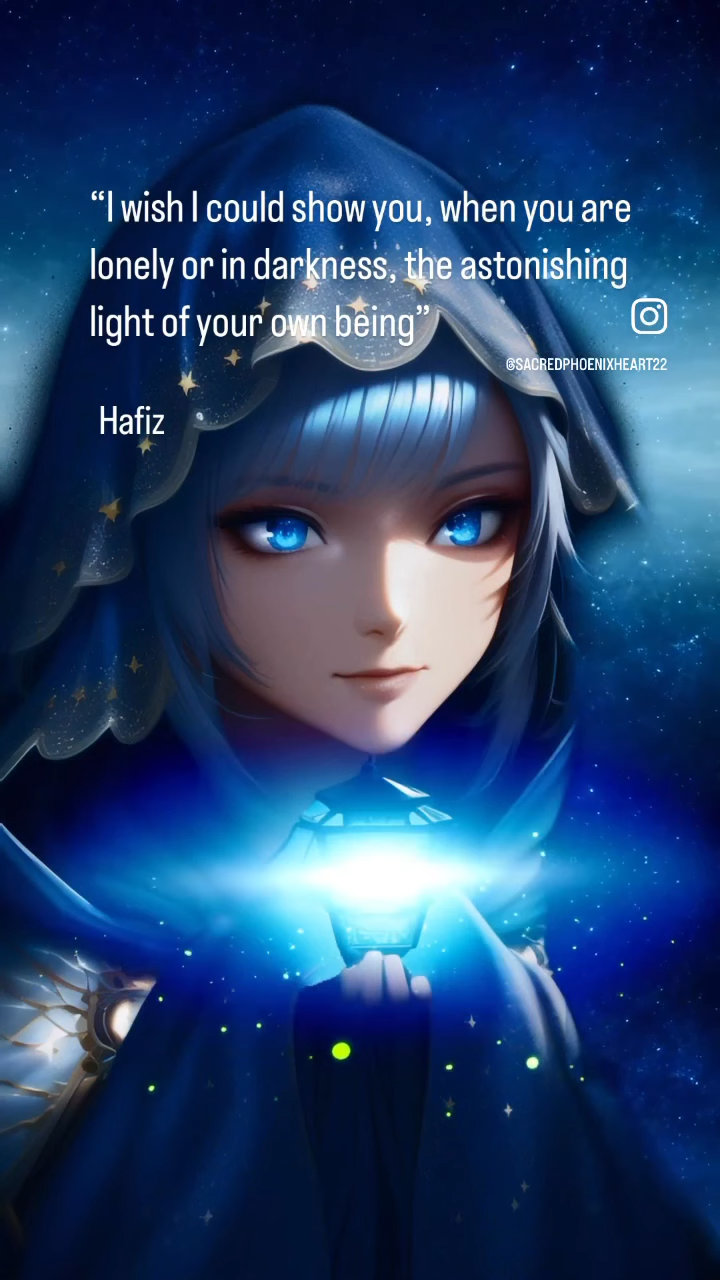 “I wish I could show you, when you are
lonely or in darkness, the astonishing
light of your own being”
@SACREDPHOENIXHEART22
Hafiz